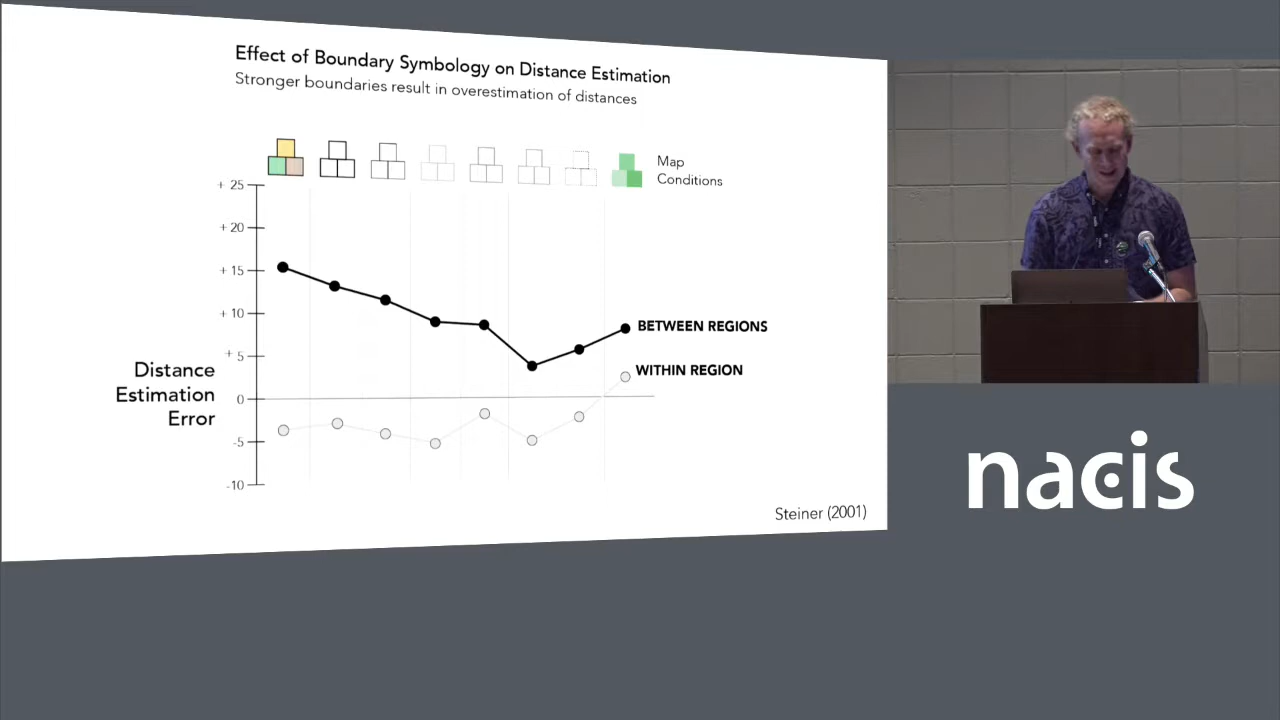 Effect of Boundary Symbology on Distance Estimation
Stronger boundaries result in overestimation of distances
Map
Conditions
+ 25
+ 20
+ 15
+ 10
+ 5
0
-5
-10
Distance
Estimation
Error
BETWEEN REGIONS
WITHIN REGION
Steiner (2001)
nacis